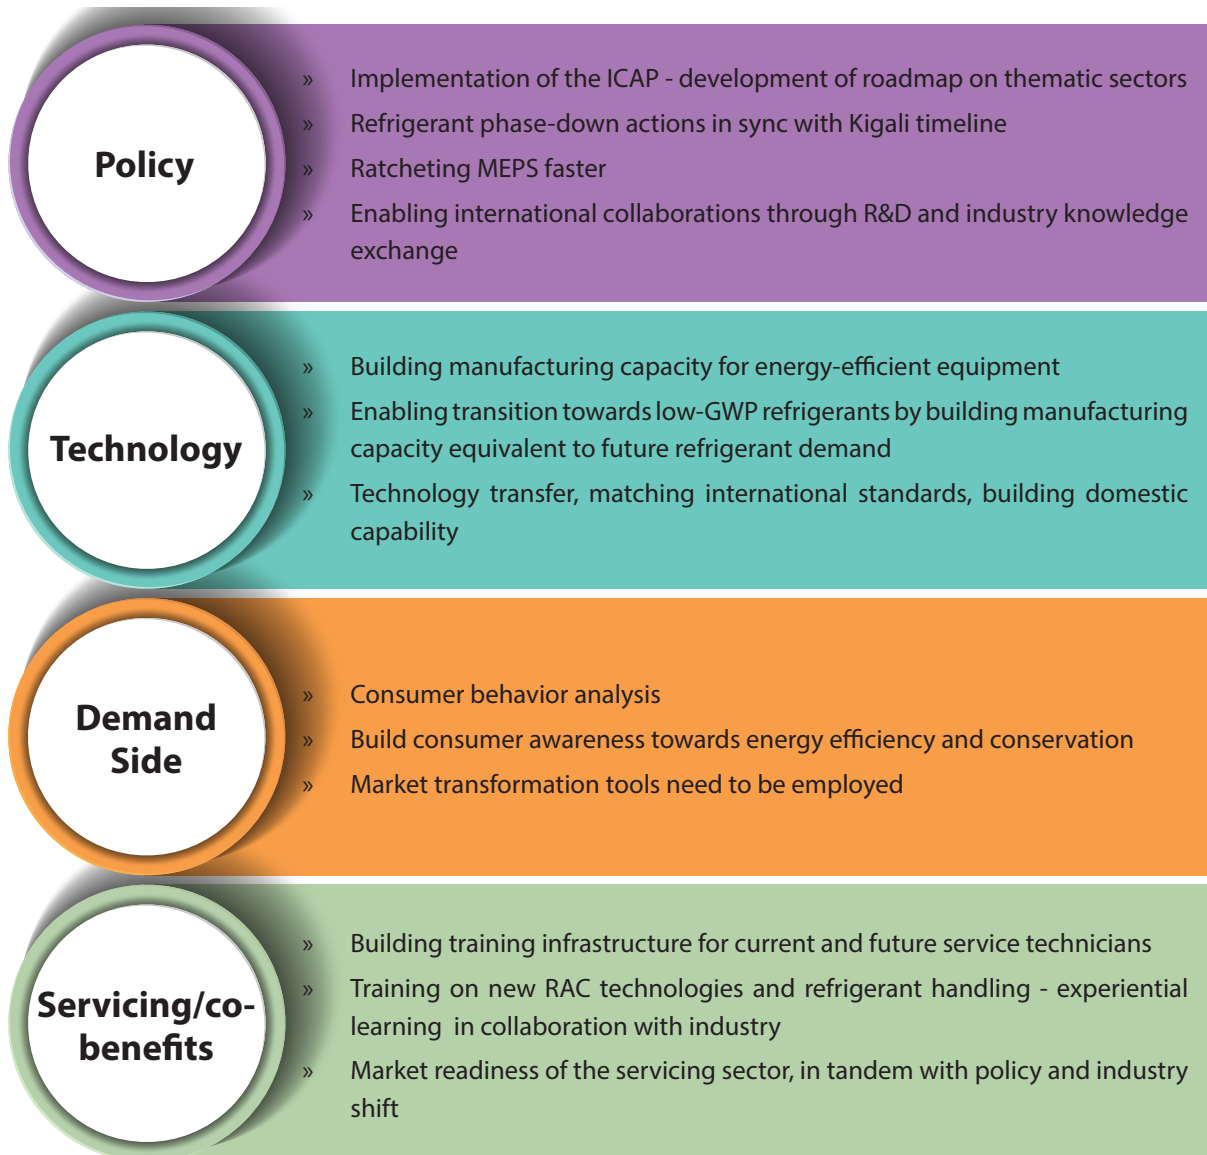 Policy
» Implementation of the ICAP - development of roadmap on thematic sectors
» Refrigerant phase-down actions in sync with Kigali timeline
» Ratcheting MEPS faster
» Enabling international collaborations through R&D and industry knowledge
exchange
Technology
» Building manufacturing capacity for energy-efficient equipment
» Enabling transition towards low-GWP refrigerants by building manufacturing
capacity equivalent to future refrigerant demand
» Technology transfer, matching international standards, building domestic
capability
Demand
Side
» Consumer behavior analysis
» Build consumer awareness towards energy efficiency and conservation
» Market transformation tools need to be employed
Servicing/co-
benefits
» Building training infrastructure for current and future service technicians
» Training on new RAC technologies and refrigerant handling - experiential
learning in collaboration with industry
» Market readiness of the servicing sector, in tandem with policy and industry
shift